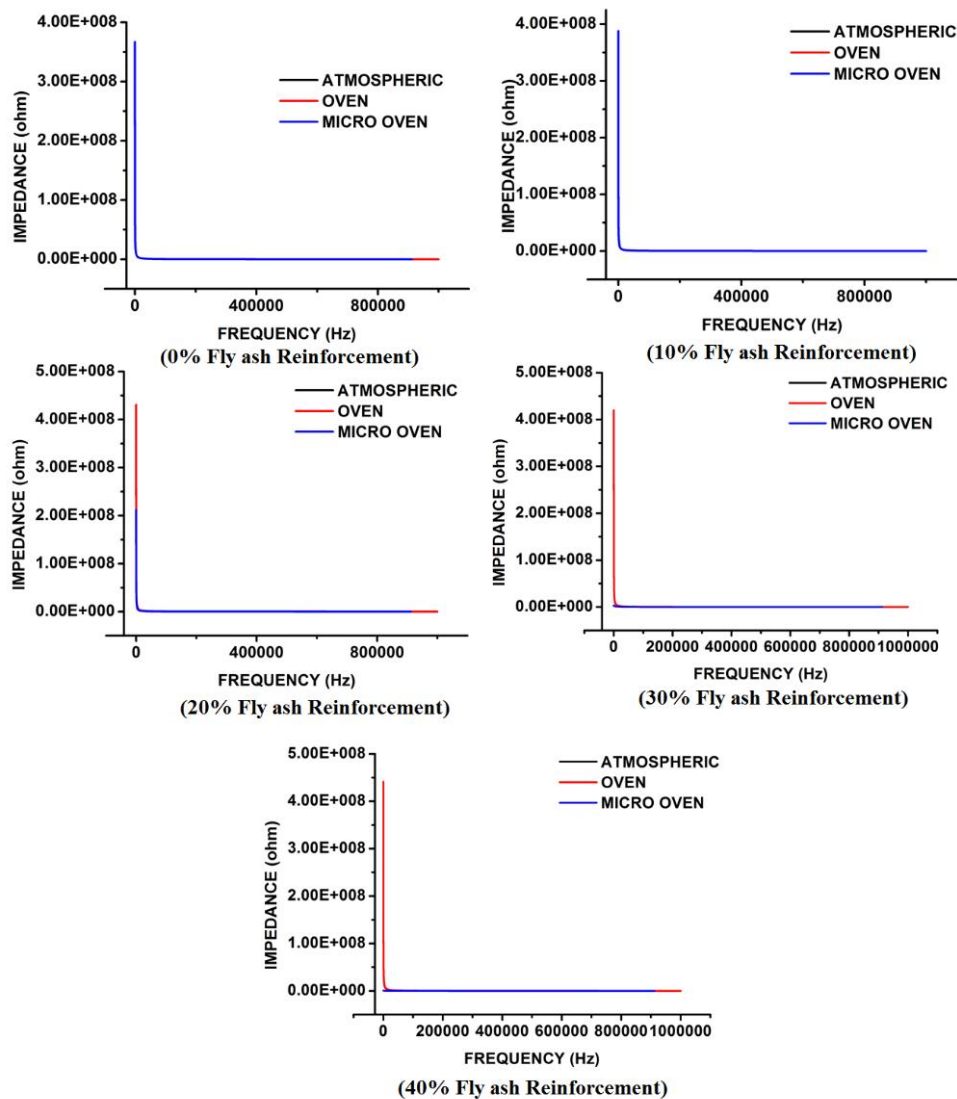 4.00E+008
3.00E+008
2.00E+008
1.00E+008
0.00E+000
IMPEDANCE (ohm)
ATMOSPHERIC
OVEN
MICRO OVEN
0 400000 800000
FREQUENCY (Hz)
(0% Fly ash Reinforcement)
4.00E+008
3.00E+008
2.00E+008
1.00E+008
0.00E+000
IMPEDANCE (ohm)
ATMOSPHERIC
OVEN
MICRO OVEN
0 400000 800000
FREQUENCY (Hz)
(10% Fly ash Reinforcement)
5.00E+008
4.00E+008
3.00E+008
2.00E+008
1.00E+008
0.00E+000
IMPEDANCE (ohm)
ATMOSPHERIC
OVEN
MICRO OVEN
0 400000 800000
FREQUENCY (Hz)
(20% Fly ash Reinforcement)
5.00E+008
4.00E+008
3.00E+008
2.00E+008
1.00E+008
0.00E+000
IMPEDANCE (ohm)
ATMOSPHERIC
OVEN
MICRO OVEN
0 200000 400000 600000 800000 1000000
FREQUENCY (Hz)
(30% Fly ash Reinforcement)
5.00E+008
4.00E+008
3.00E+008
2.00E+008
1.00E+008
0.00E+000
IMPEDANCE (ohm)
ATMOSPHERIC
OVEN
MICRO OVEN
0 200000 400000 600000 800000 1000000
FREQUENCY (Hz)
(40% Fly ash Reinforcement)